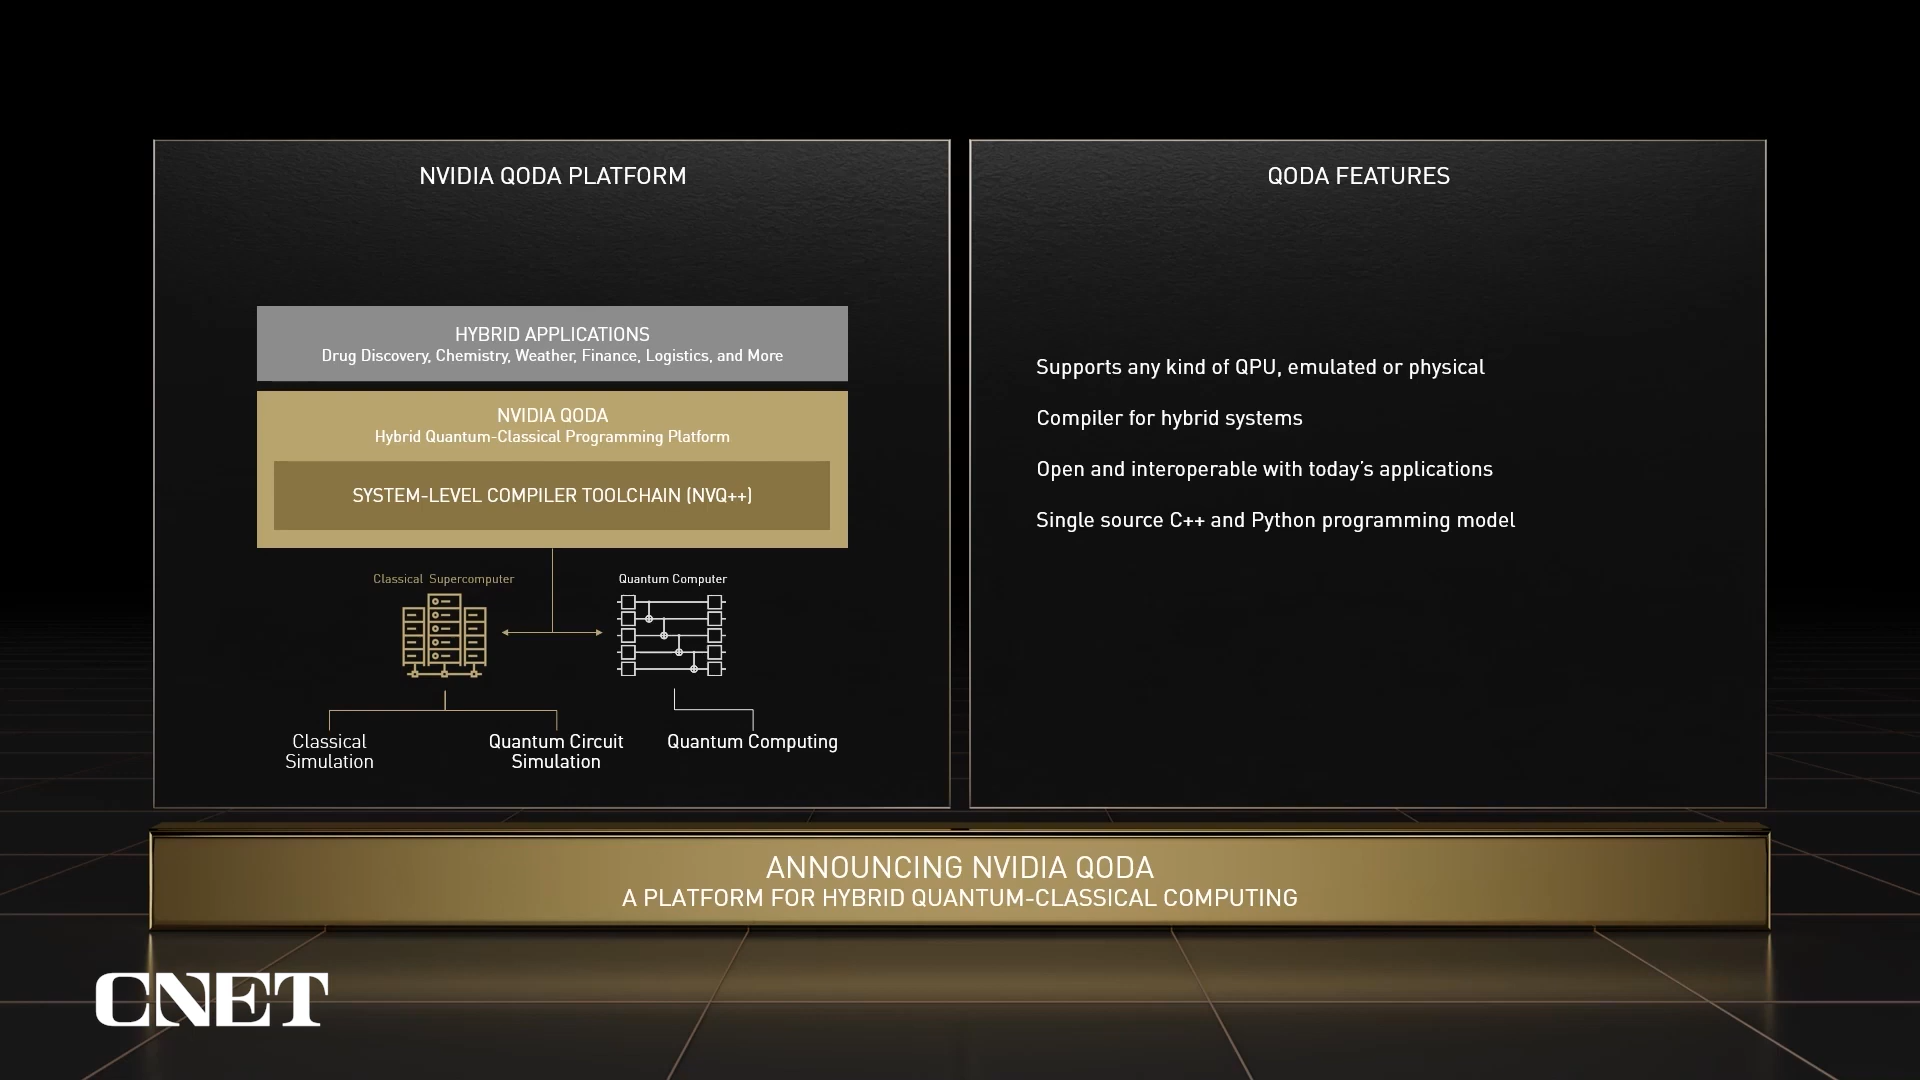 NVIDIA QODA PLATFORM
HYBRID APPLICATIONS
Drug Discovery, Chemistry, Weather, Finance, Logistics, and More
NVIDIA QODA
Hybrid Quantum-Classical Programming Platform
SYSTEM-LEVEL COMPILER TOOLCHAIN (NVQ++)
Classical Supercomputer
Quantum Computer
Classical
Simulation
Quantum Circuit
Simulation
Quantum Computing
QODA FEATURES
Supports any kind of QPU, emulated or physical
Compiler for hybrid systems
Open and interoperable with today's applications
Single source C++ and Python programming model
ANNOUNCING NVIDIA QODA
A PLATFORM FOR HYBRID QUANTUM-CLASSICAL COMPUTING
CNET